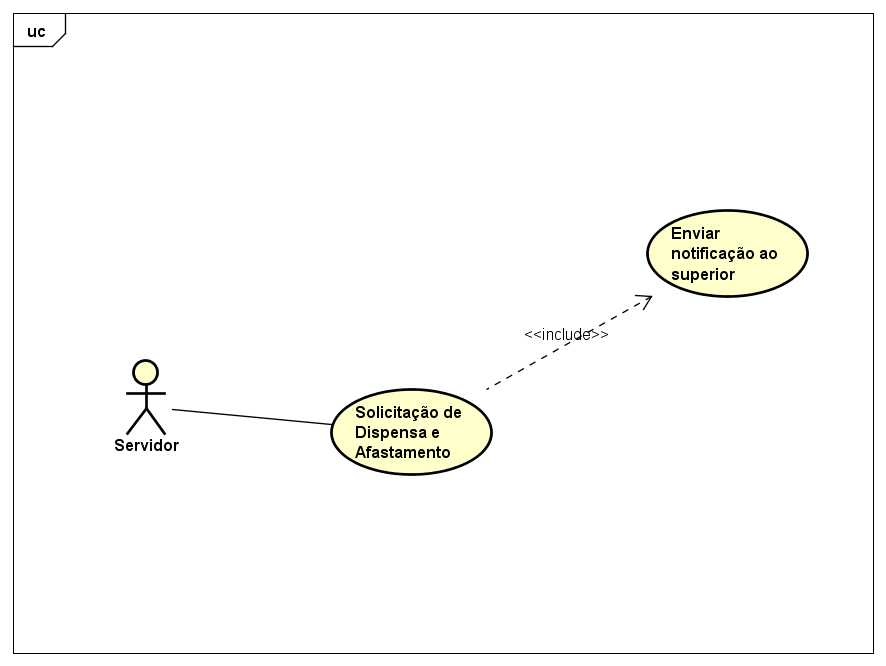 uc
Enviar
notificação ao
superior
<<include>>
Servidor
Solicitação de
Dispensa e
Afastamento